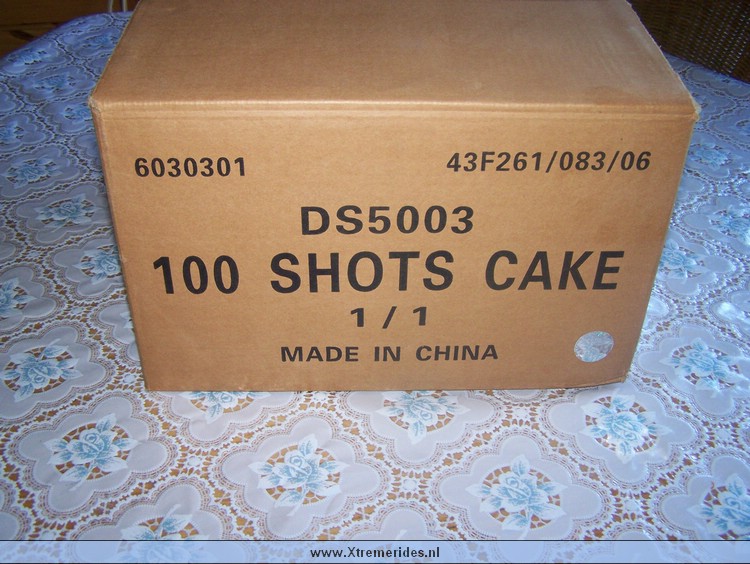 6030301 43F261/083/06
DS5003
100 SHOTS CAKE
1/1
MADE IN CHINA
www.Xtremerides.nl